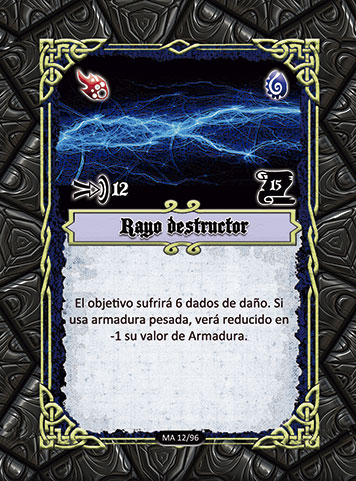 12
15
Rayo destructor
El objetivo sufrirá 6 dados de daño. Si
usa armadura pesada, verá reducido en
-1 su valor de Armadura.
MA 12/96